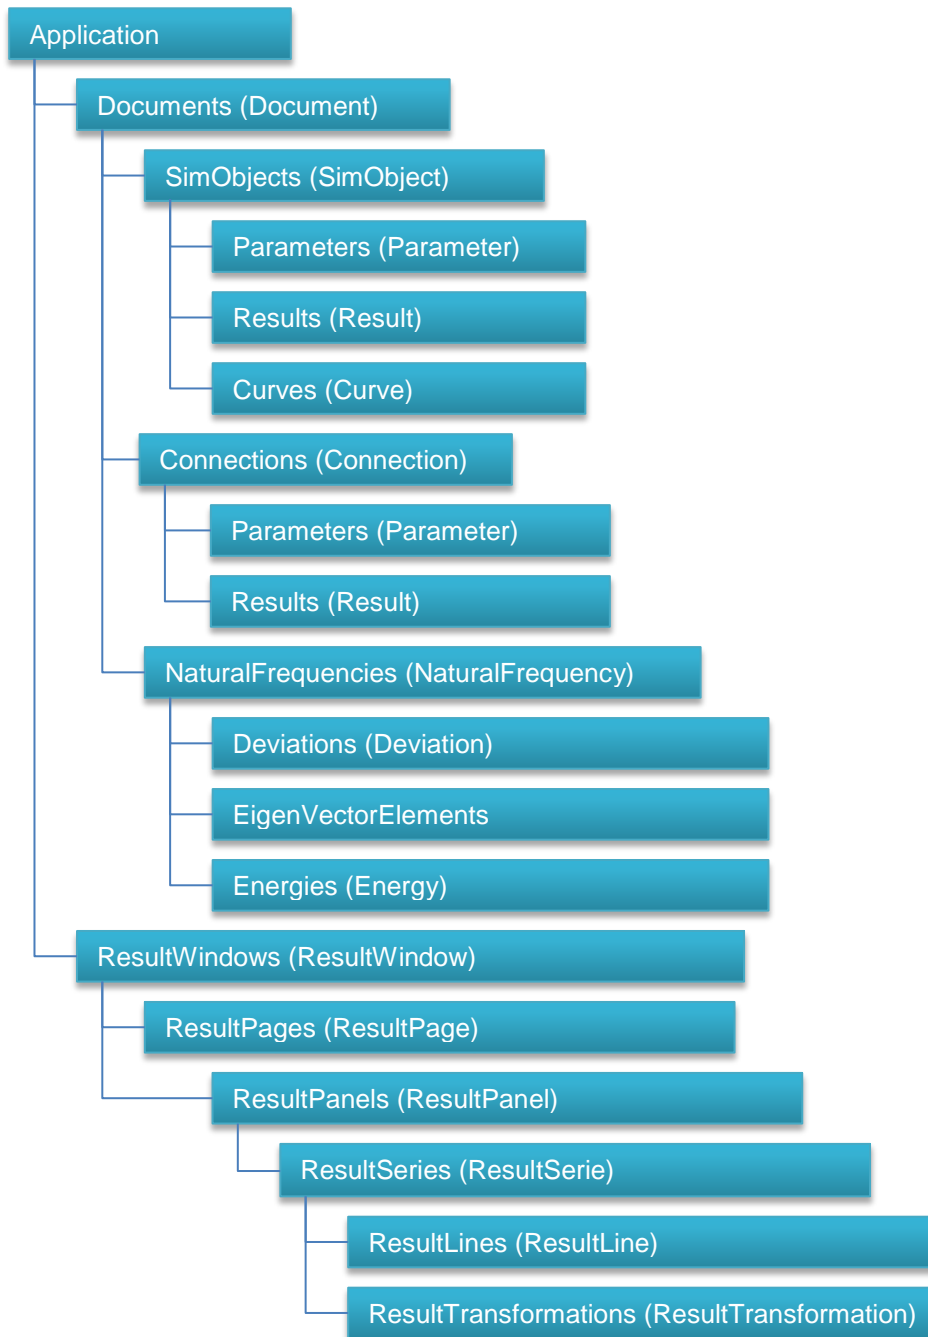 Application
Documents (Document)
SimObjects (SimObject)
Parameters (Parameter)
Results (Result)
Curves (Curve)
Connections (Connection)
Parameters (Parameter)
Results (Result)
NaturalFrequencies (NaturalFrequency)
Deviations (Deviation)
EigenVectorElements
Energies (Energy)
ResultWindows (ResultWindow)
ResultPages (ResultPage)
ResultPanels (ResultPanel)
ResultSeries (ResultSerie)
ResultLines (ResultLine)
ResultTransformations (ResultTransformation)